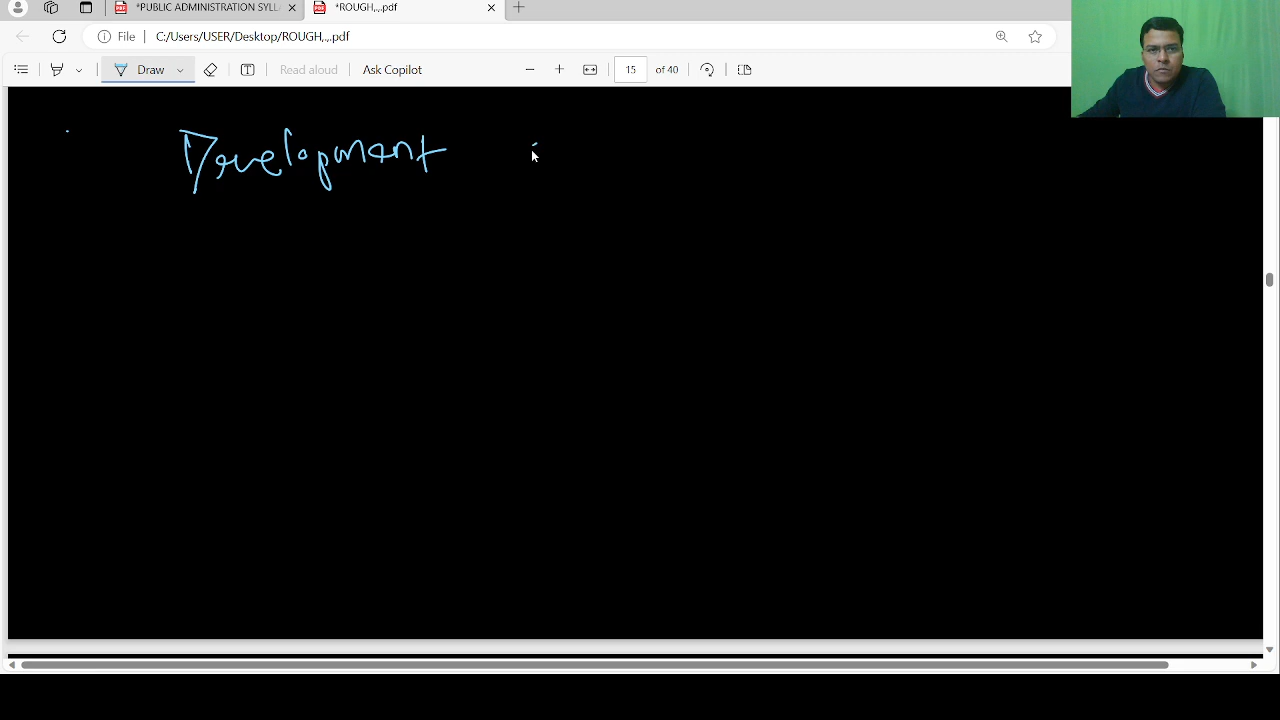 *PUBLIC ADMINISTRATION SYLL
*ROUGH,.,.pdf
File C:/Users/USER/Desktop/ROUGH,.,.pdf
Draw Read aloud Ask Copilot 15 of 40
Development